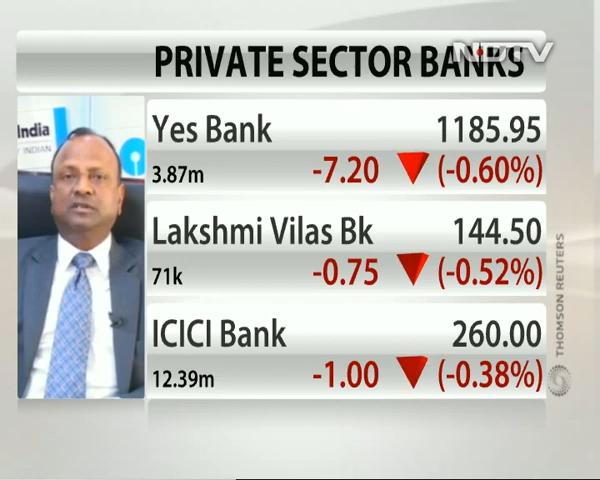 NDTV
PRIVATE SECTOR BANKS
India
INDIAN
Yes Bank 1185.95
3.87m -7.20 (-0.60%)
Lakshmi Vilas Bk 144.50
71k -0.75 (-0.52%)
ICICI Bank 260.00
12.39m -1.00 (-0.38%)
THOMSON REUTERS